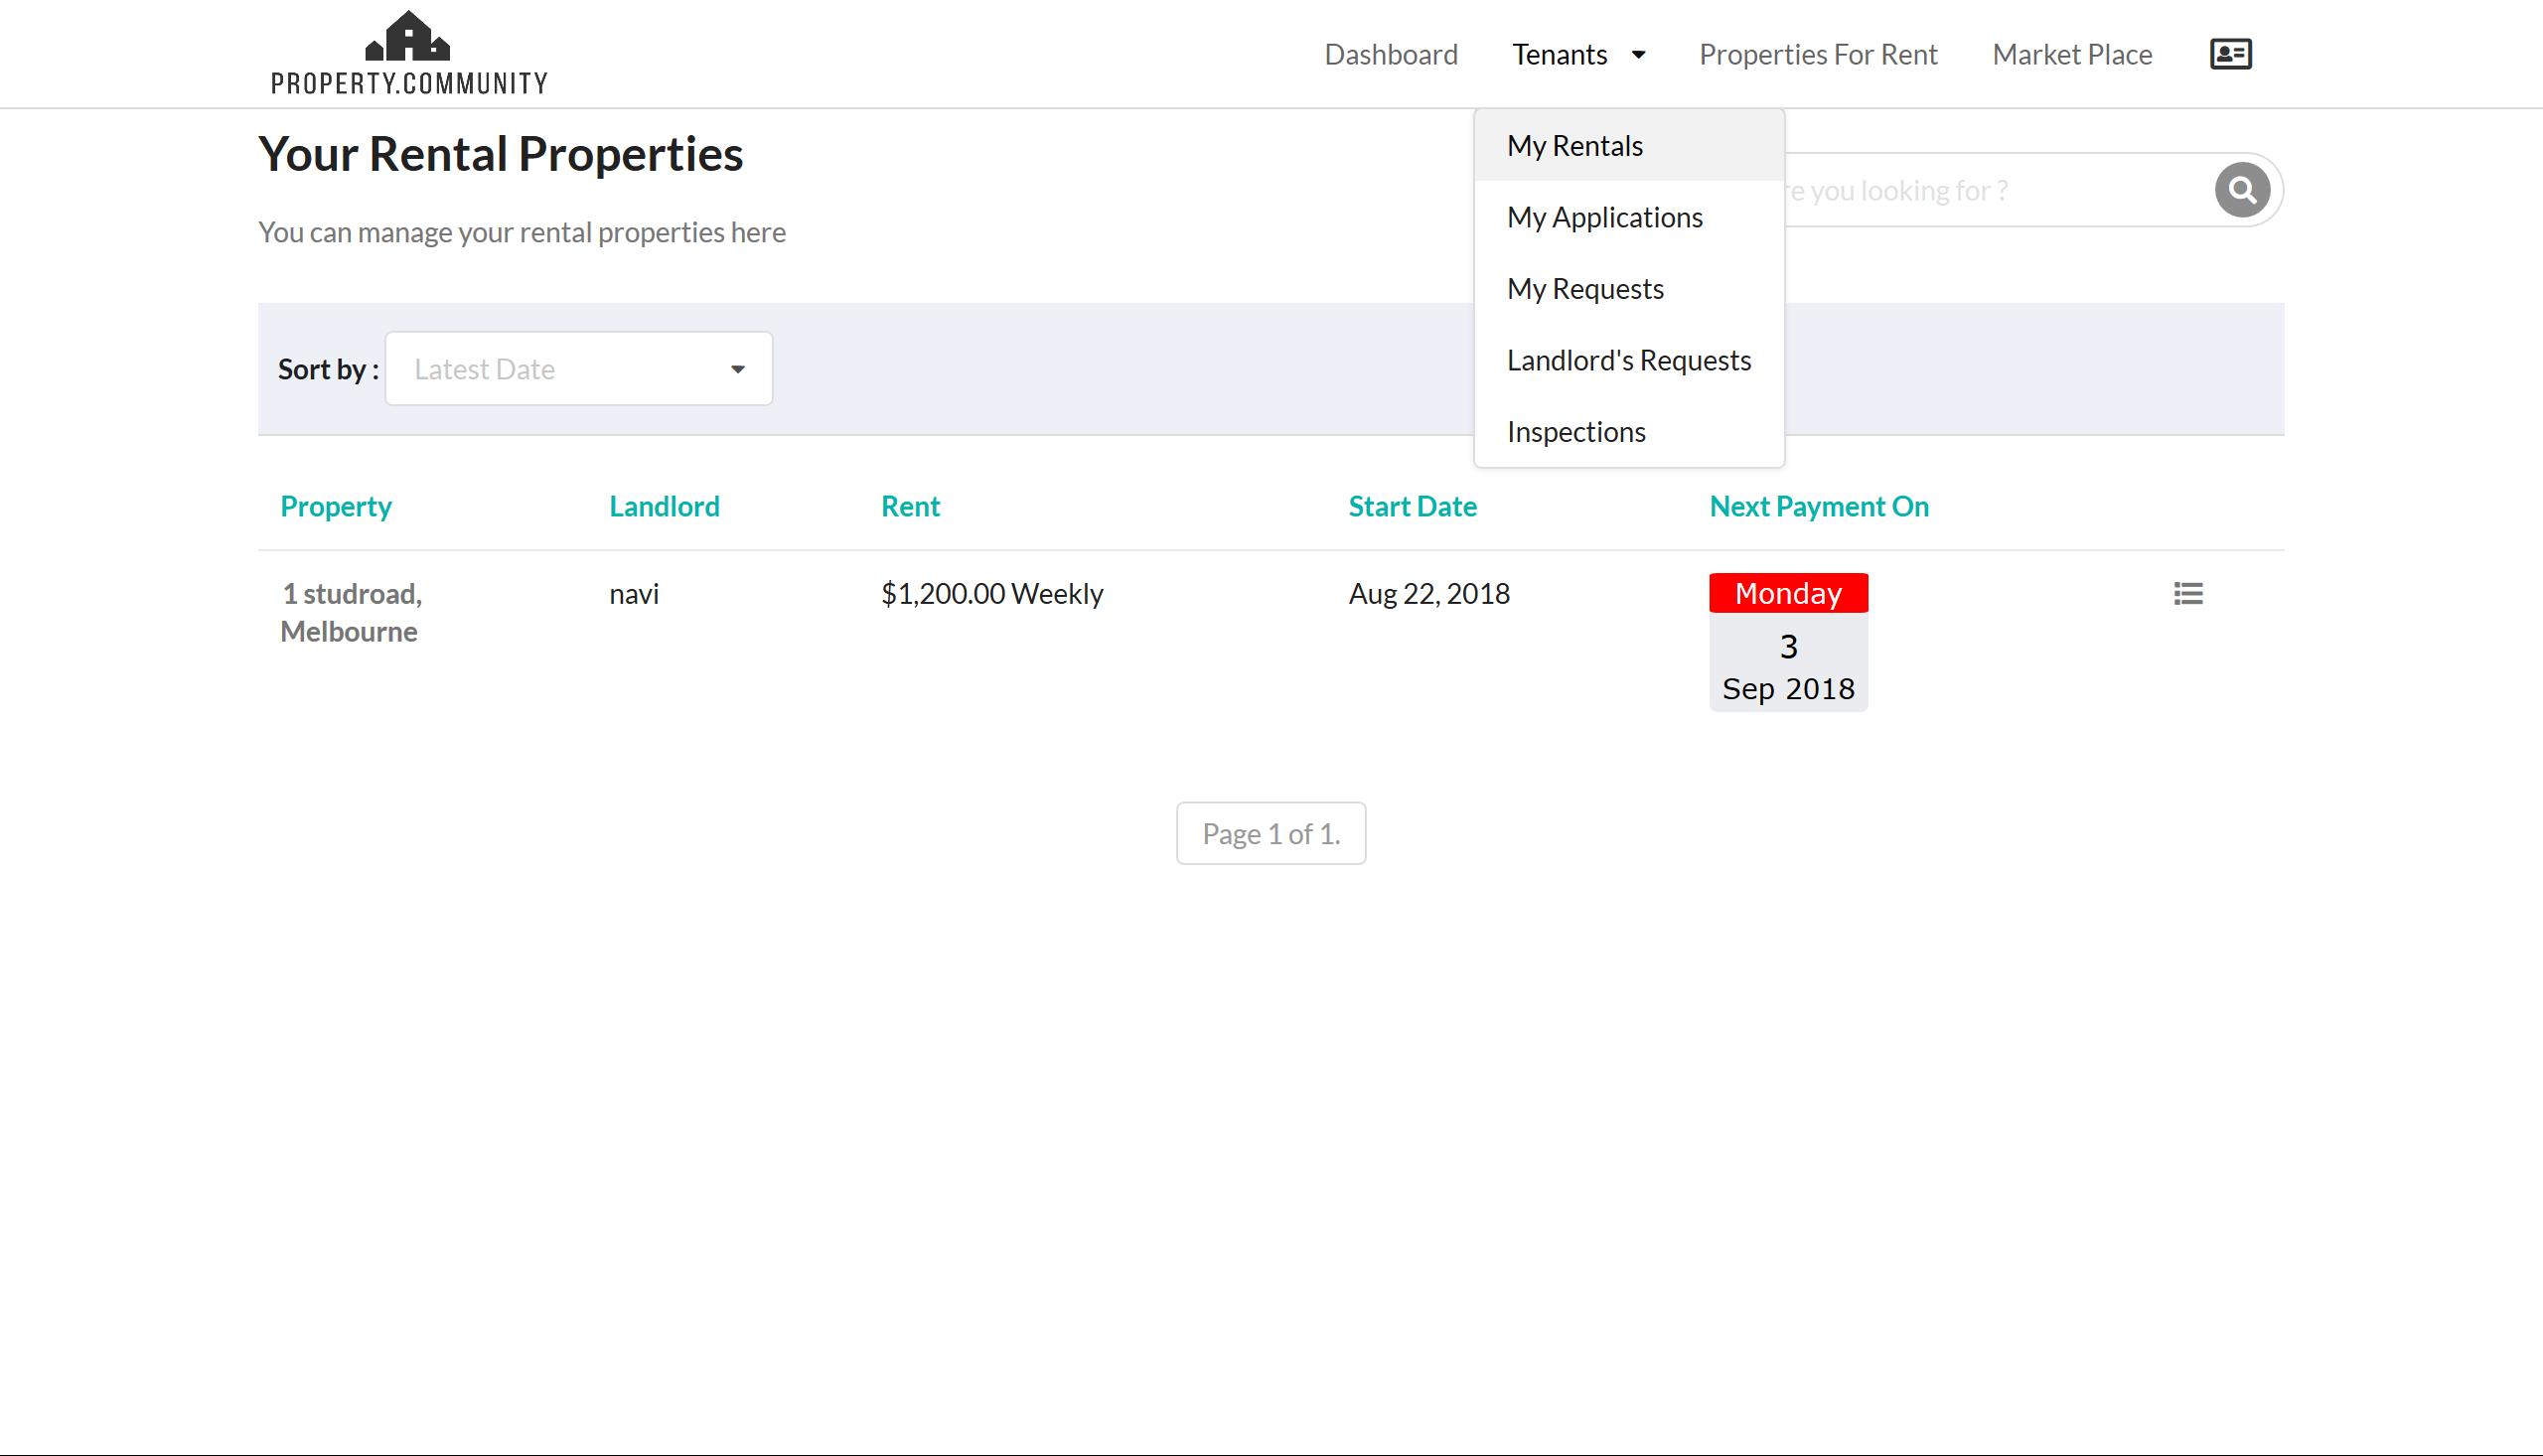 PROPERTY.COMMUNITY
Dashboard
Tenants
Properties For Rent
Market Place
My Rentals
My Applications
My Requests
Landlord's Requests
Inspections
Your Rental Properties
you looking for ?
You can manage your rental properties here
Sort by :
Latest Date
Property
Landlord
Rent
Start Date
Next Payment On
1 studroad,
Melbourne
navi
$1,200.00 Weekly
Aug 22, 2018
Monday
3
Sep 2018
Page 1 of 1.